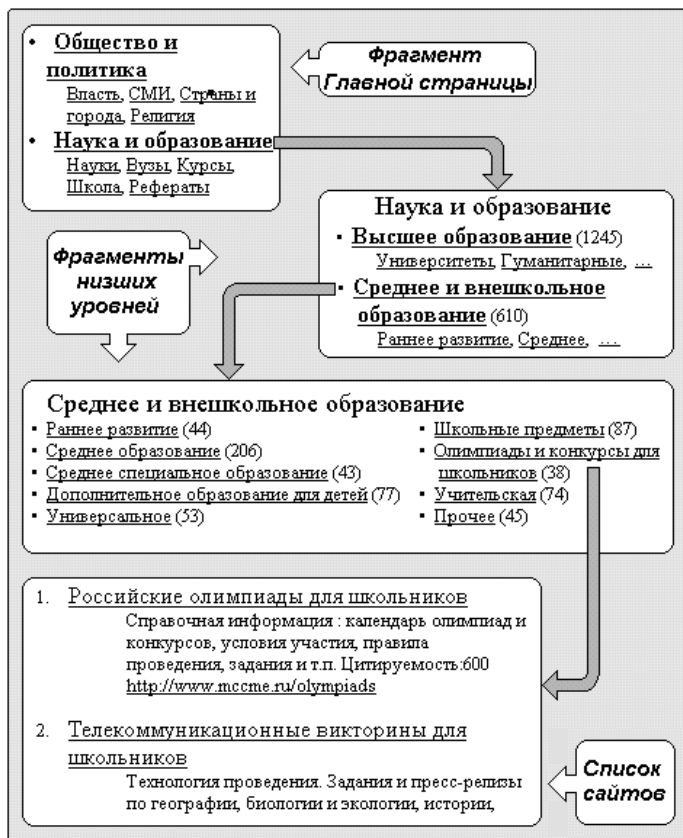 • Общество и
политика
Власть, СМИ, Страны и
города, Религия
• Наука и образование
Науки, Вузы, Курсы,
Школа, Рефераты
Фрагмент
Главной страницы
Наука и образование
• Высшее образование (1245)
Университеты, Гуманитарные, ...
• Среднее и внешкольное
образование (610)
Раннее развитие, Среднее, ...
Фрагменты
низших
уровней
Среднее и внешкольное образование
• Раннее развитие (44)
• Среднее образование (206)
• Среднее специальное образование (43)
• Дополнительное образование для детей (77)
• Универсальное (53)
• Школьные предметы (87)
• Олимпиады и конкурсы для
школьников (38)
• Учительская (74)
• Прочее (45)
1. Российские олимпиады для школьников
Справочная информация : календарь олимпиад и
конкурсов, условия участия, правила
проведения, задания и т.п. Цитируемость:600
http://www.mccme.ru/olympiads
2. Телекоммуникационные викторины для
школьников
Технология проведения. Задания и пресс-релизы
по географии, биологии и экологии, истории,
Список
сайтов